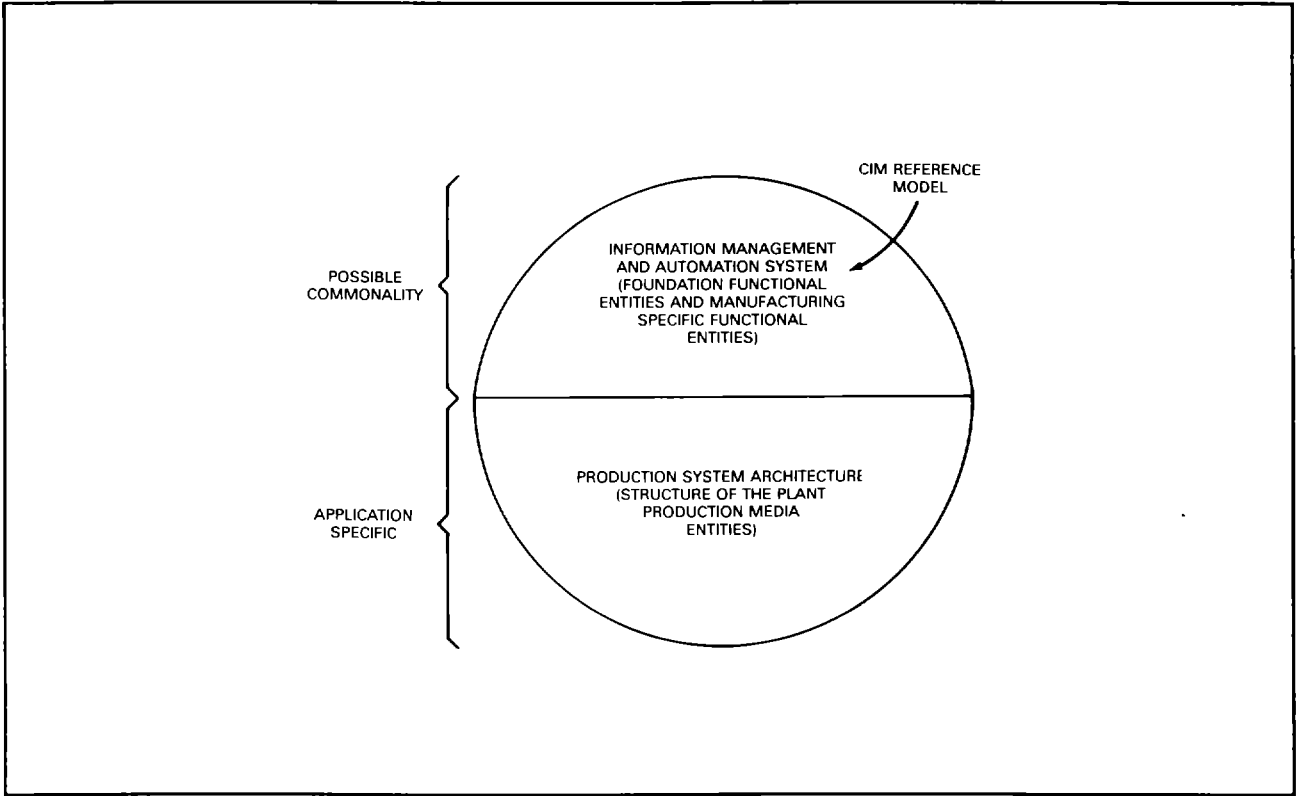 CIM REFERENCE
MODEL
INFORMATION MANAGEMENT
AND AUTOMATION SYSTEM
(FOUNDATION FUNCTIONAL
ENTITIES AND MANUFACTURING
SPECIFIC FUNCTIONAL
ENTITIES)
POSSIBLE
COMMONALITY
PRODUCTION SYSTEM ARCHITECTURE
(STRUCTURE OF THE PLANT
PRODUCTION MEDIA
ENTITIES)
APPLICATION
SPECIFIC